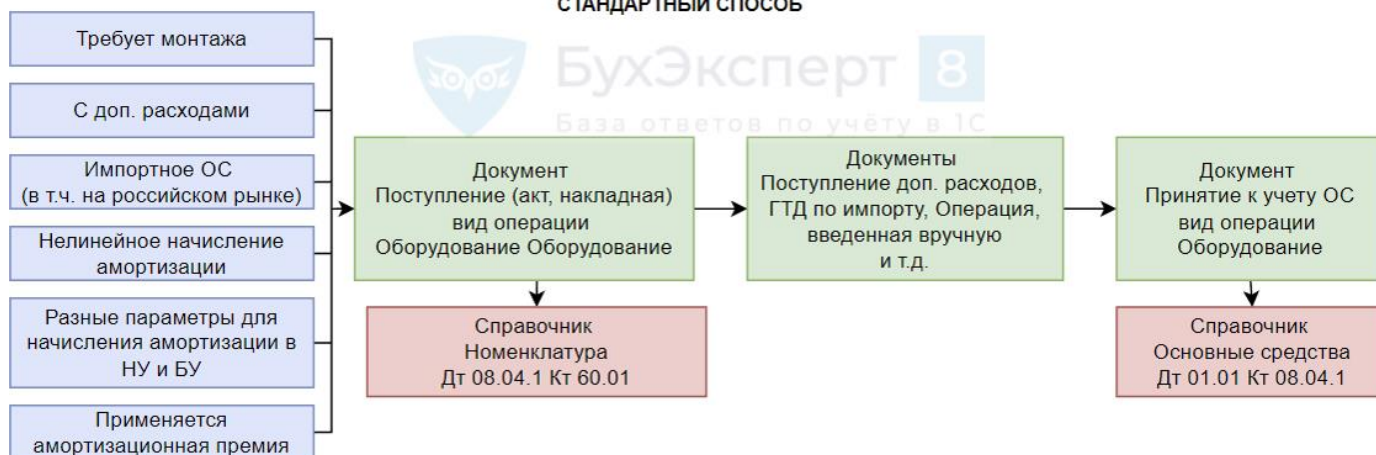 СТАНДАРТНЫЙ СПОСОБ
БухЭксперт 8
База ответов по учёту в 1С
Требует монтажа
С доп. расходами
Импортное ОС
(в т.ч. на российском рынке)
Нелинейное начисление
амортизации
Разные параметры для
начисления амортизации в
НУ и БУ
Применяется
амортизационная премия
Документ
Поступление (акт, накладная)
вид операции
Оборудование Оборудование
Справочник
Номенклатура
Дт 08.04.1 Кт 60.01
Документы
Поступление доп. расходов,
ГТД по импорту, Операция,
введенная вручную
и т.д.
Документ
Принятие к учету ОС
вид операции
Оборудование
Справочник
Основные средства
Дт 01.01 Кт 08.04.1